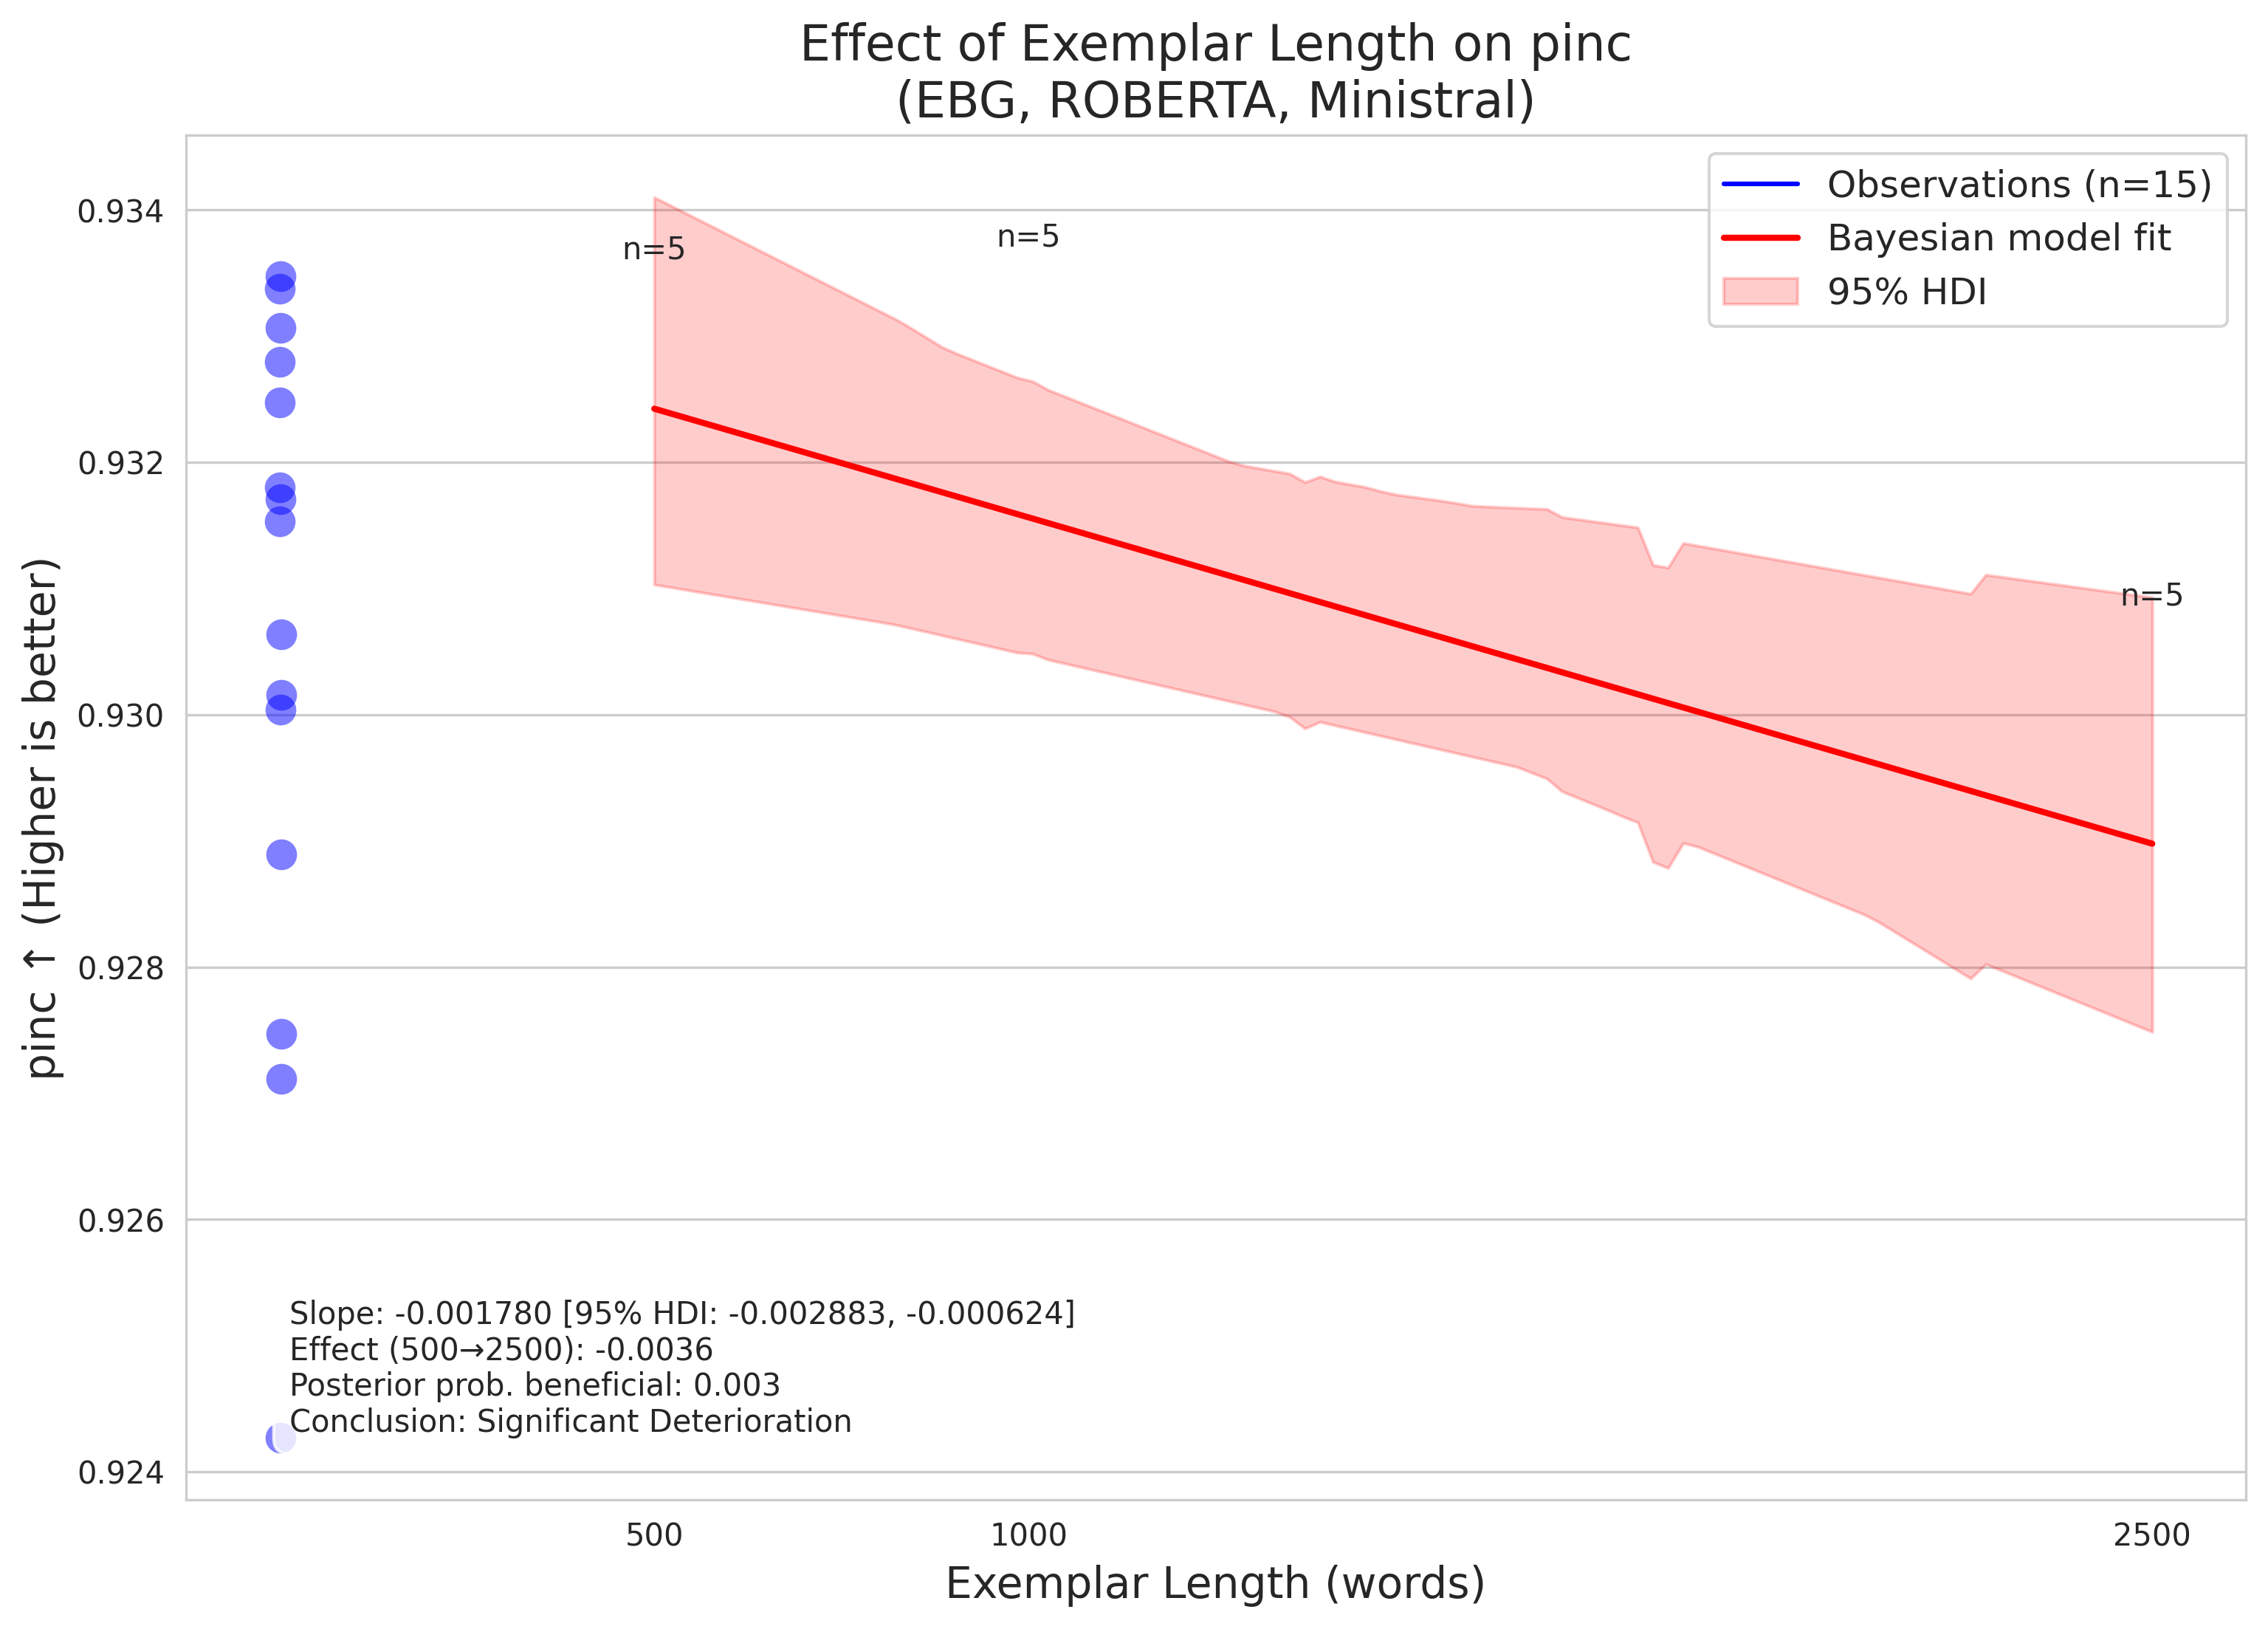 Effect of Exemplar Length on pinc
(EBG, ROBERTA, Ministral)
Observations (n=15)
Bayesian model fit
95% HDI
n=5
n=5
n=5
pinc ↑ (Higher is better)
0.934
0.932
0.930
0.928
0.926
0.924
Slope: -0.001780 [95% HDI: -0.002883, -0.000624]
Effect (500→2500): -0.0036
Posterior prob. beneficial: 0.003
Conclusion: Significant Deterioration
500
1000
2500
Exemplar Length (words)